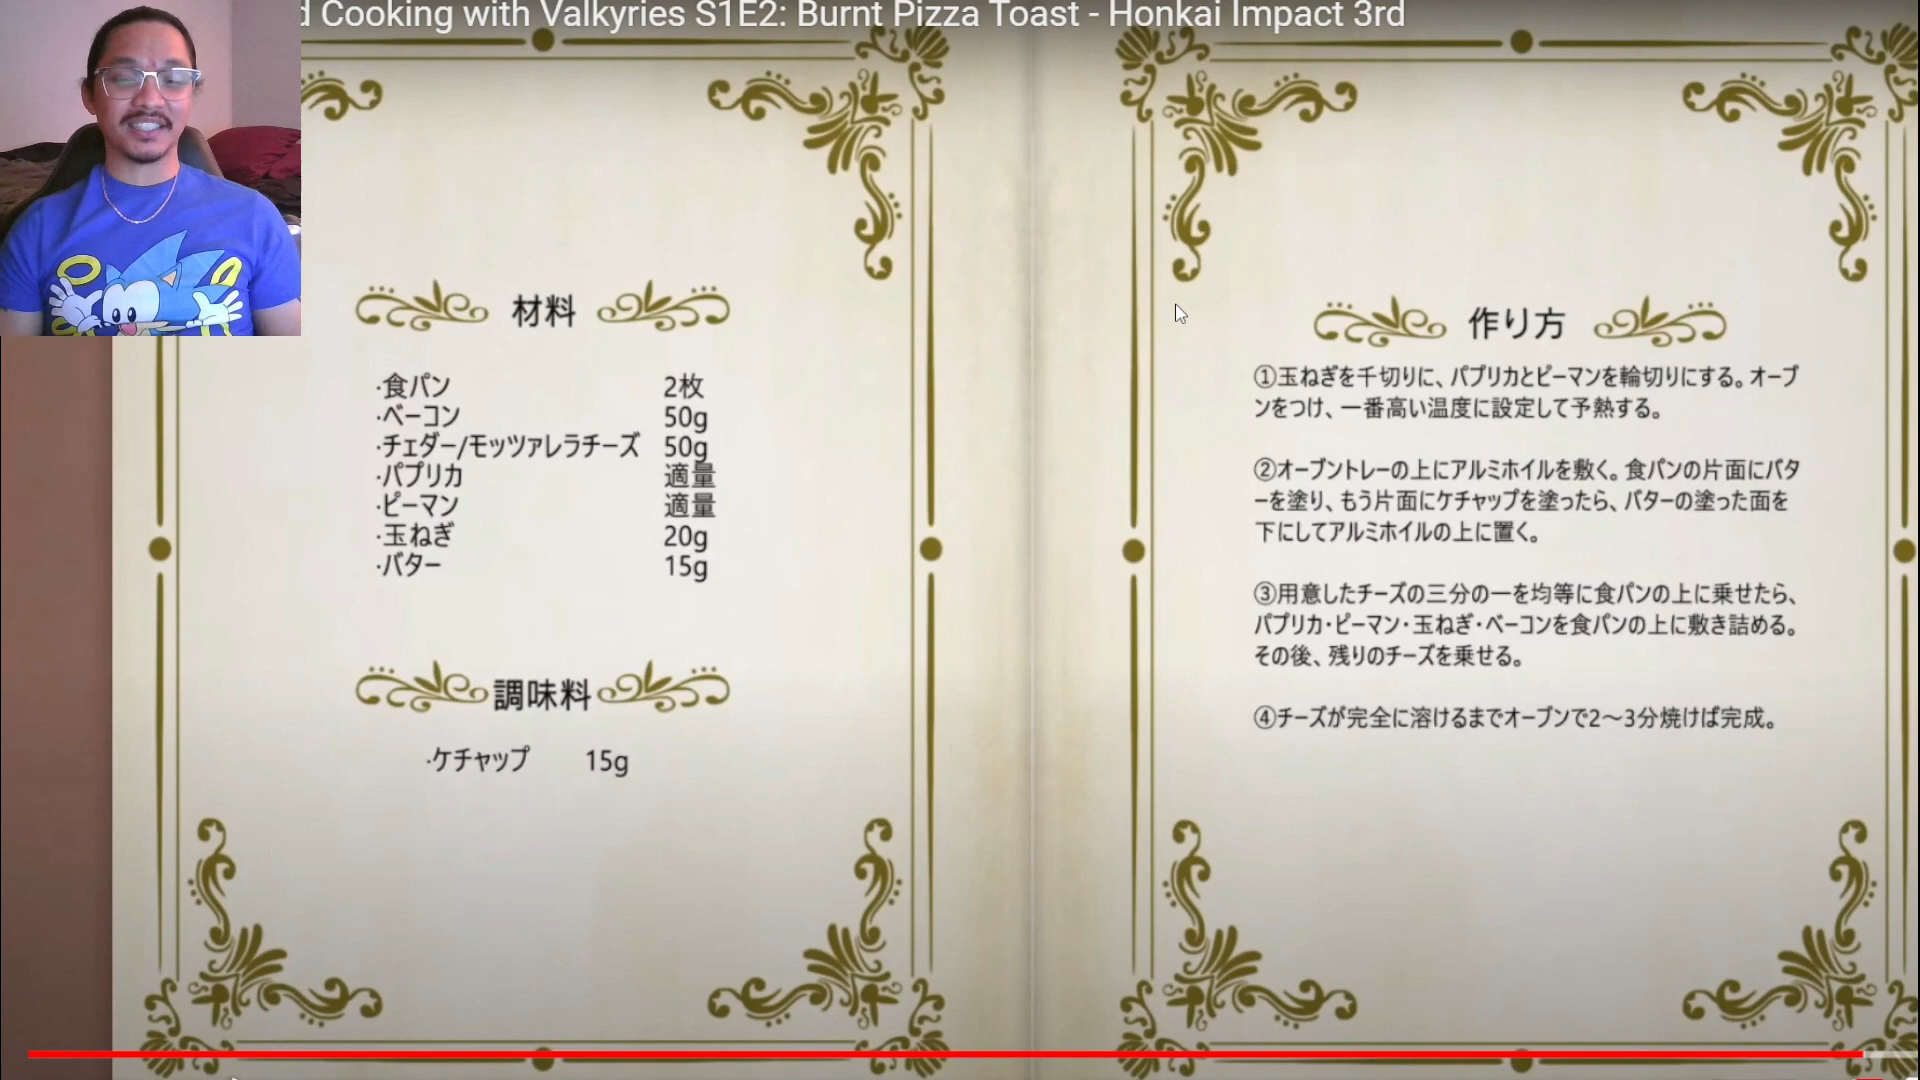 d Cooking with Valkyries S1E2: Burnt Pizza Toast - Honkai Impact 3rd
材料
・食パン 2枚
・ベーコン 50g
・チェダー/モッツァレラチーズ 50g
・パプリカ 適量
・ピーマン 適量
・玉ねぎ 20g
・バター 15g
調味料
・ケチャップ 15g
作り方
①玉ねぎを千切りに、パプリカとピーマンを輪切りにする。オーブ
ンをつけ、一番高い温度に設定して予熱する。
②オーブントレーの上にアルミホイルを敷く。食パンの片面にバタ
ーを塗り、もう片面にケチャップを塗ったら、バターの塗った面を
下にしてアルミホイルの上に置く。
③用意したチーズの三分の一を均等に食パンの上に乗せたら、
パプリカ・ピーマン・玉ねぎ・ベーコンを食パンの上に敷き詰める。
その後、残りのチーズを乗せる。
④チーズが完全に溶けるまでオーブンで2～3分焼けば完成。